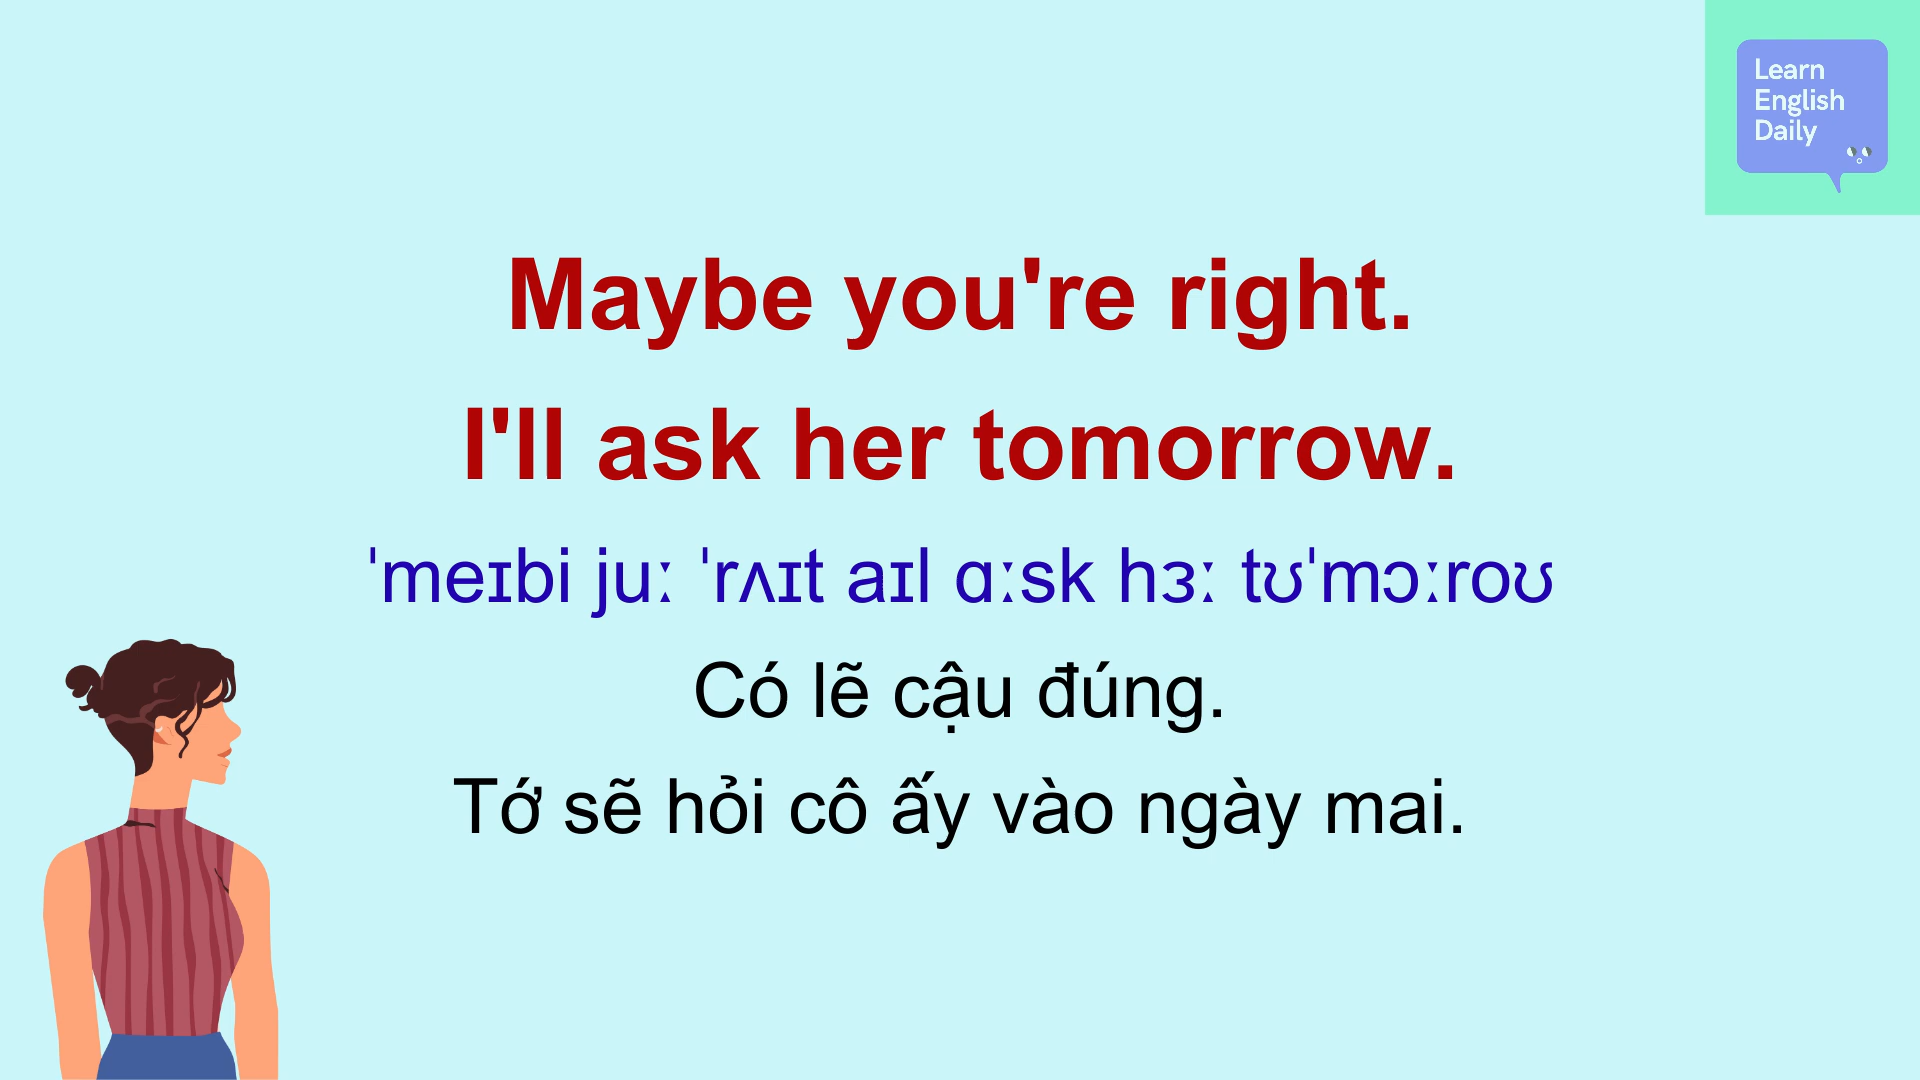 Learn
English
Daily
Maybe you're right.
I'll ask her tomorrow.
ˈmeɪbi juː ˈrʌɪt aɪl ɑːsk hɜː tʊˈmɔːroʊ
Có lẽ cậu đúng.
Tớ sẽ hỏi cô ấy vào ngày mai.